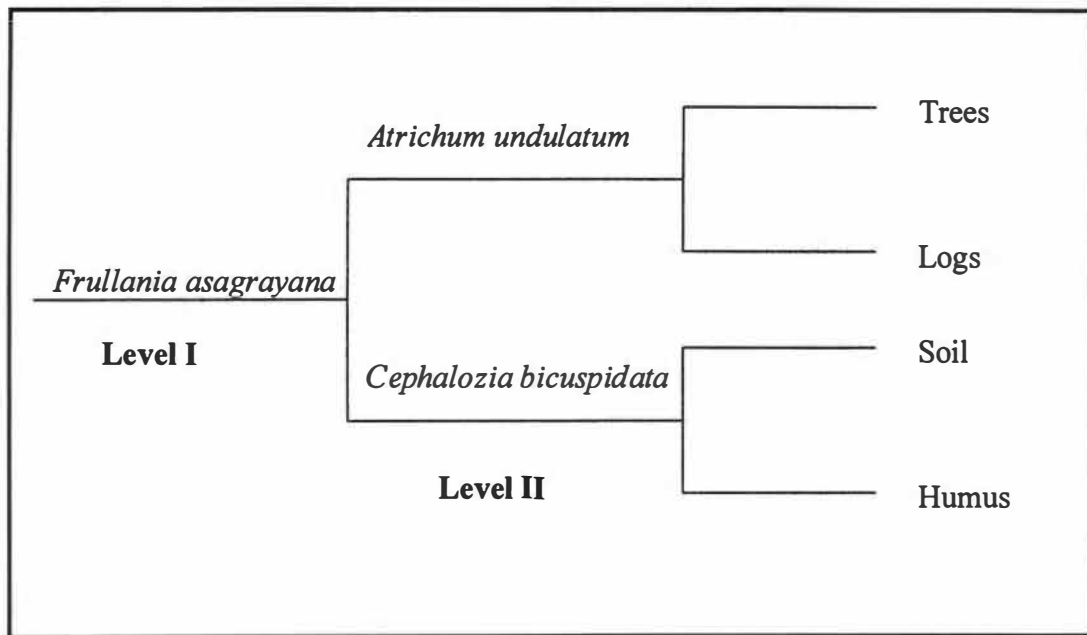 Trees
Atrichum undulatum
Logs
Frullania asagrayana
Level I
Soil
Cephalozia bicuspidata
Level II
Humus